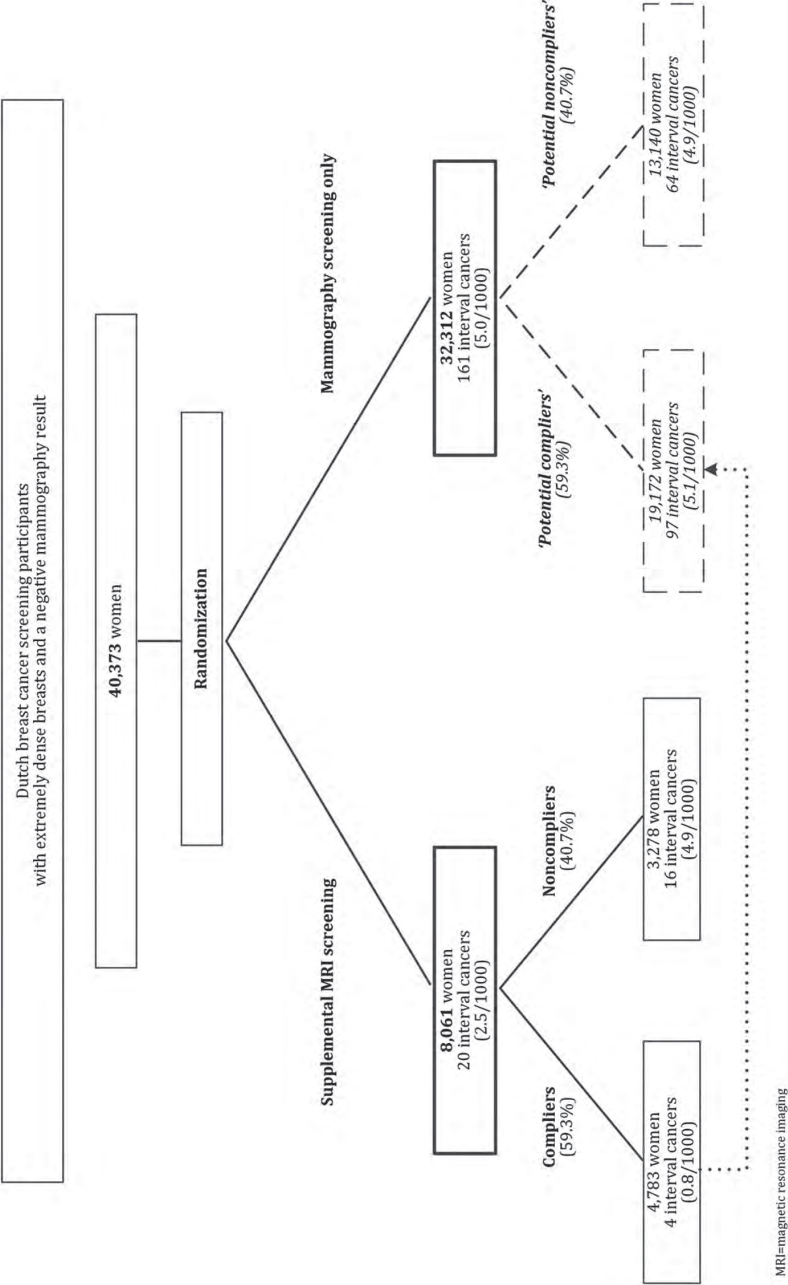 Dutch breast cancer screening participants
with extremely dense breasts and a negative mammography result
40,373 women
Randomization
Supplemental MRI screening
Mammography screening only
8,061 women
20 interval cancers
(2.5/1000)
32,312 women
161 interval cancers
(5.0/1000)
Compliers
(59.3%)
Noncompliers
(40.7%)
'Potential compliers'
(59.3%)
'Potential noncompliers'
(40.7%)
4,783 women
4 interval cancers
(0.8/1000)
3,278 women
16 interval cancers
(4.9/1000)
19,172 women
97 interval cancers
(5.1/1000)
13,140 women
64 interval cancers
(4.9/1000)
MRI=magnetic resonance imaging